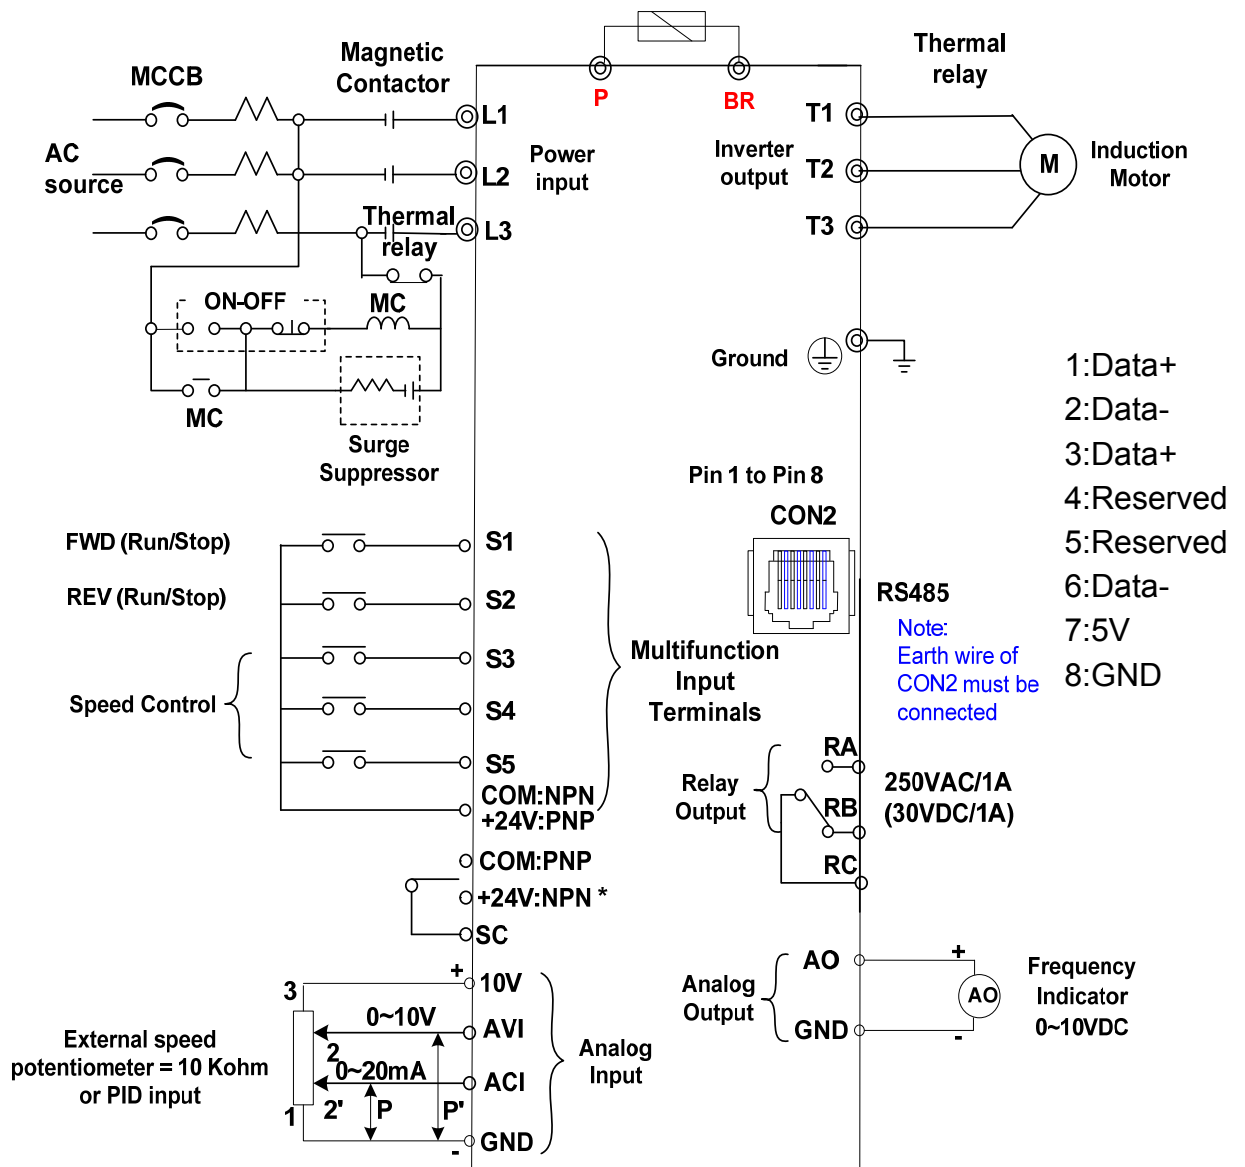 MCCB
Magnetic
Contactor
AC
source
Thermal
relay
L1
L2
L3
Power
input
P
BR
Inverter
output
T1
T2
T3
Thermal
relay
M
Induction
Motor
ON-OFF
MC
MC
Surge
Suppressor
Ground
Pin 1 to Pin 8
CON2
RS485
Note:
Earth wire of
CON2 must be
connected
1:Data+
2:Data-
3:Data+
4:Reserved
5:Reserved
6:Data-
7:5V
8:GND
FWD (Run/Stop)
REV (Run/Stop)
Speed Control
S1
S2
S3
S4
S5
COM:NPN
+24V:PNP
COM:PNP
+24V:NPN *
SC
Multifunction
Input
Terminals
Relay
Output
RA
RB
RC
250VAC/1A
(30VDC/1A)
External speed
potentiometer = 10 Kohm
or PID input
3
2
2'
1
0~10V
0~20mA
P
P'
+
-
10V
AVI
ACI
GND
Analog
Input
Analog
Output
AO
GND
+
AO
-
Frequency
Indicator
0~10VDC